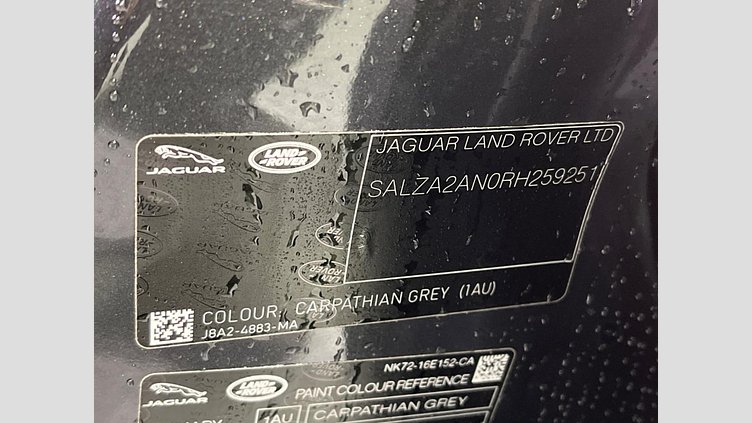 JAGUAR
LAND ROVER
JAGUAR LAND ROVER LTD
SALZA2AN0RH259251
COLOUR, CARPATHIAN GREY (1AU)
J8A2-4883-MA
NK72-16E152-CA
JAGUAR
LAND ROVER
PAINT COLOUR REFERENCE
1AU
CARPATHIAN GREY